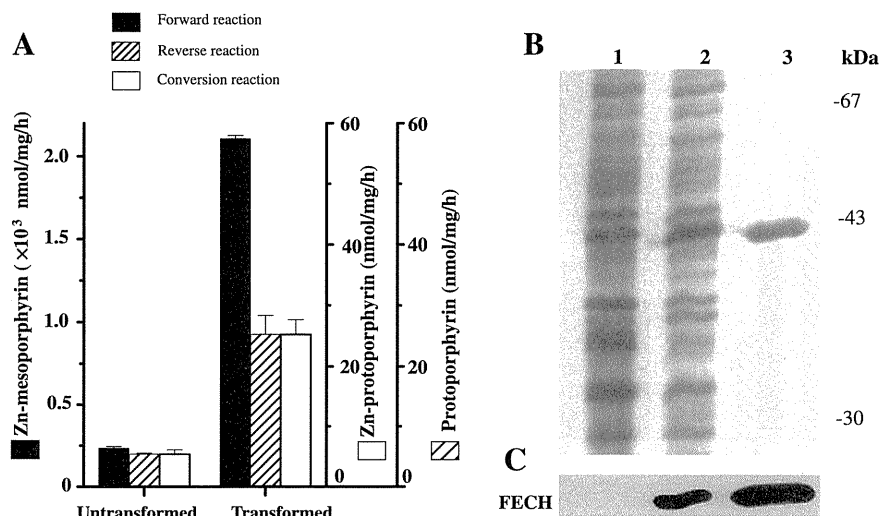 A
Forward reaction
Reverse reaction
Conversion reaction
Zn-mesoporphyrin (×10³ nmol/mg/h)
2.0
1.5
1.0
0.5
0
Untransformed
Transformed
60
40
20
0
Zn-protoporphyrin (nmol/mg/h)
60
40
20
0
Protoporphyrin (nmol/mg/h)
B
1 2 3 kDa
-67
-43
-30
C
FECH